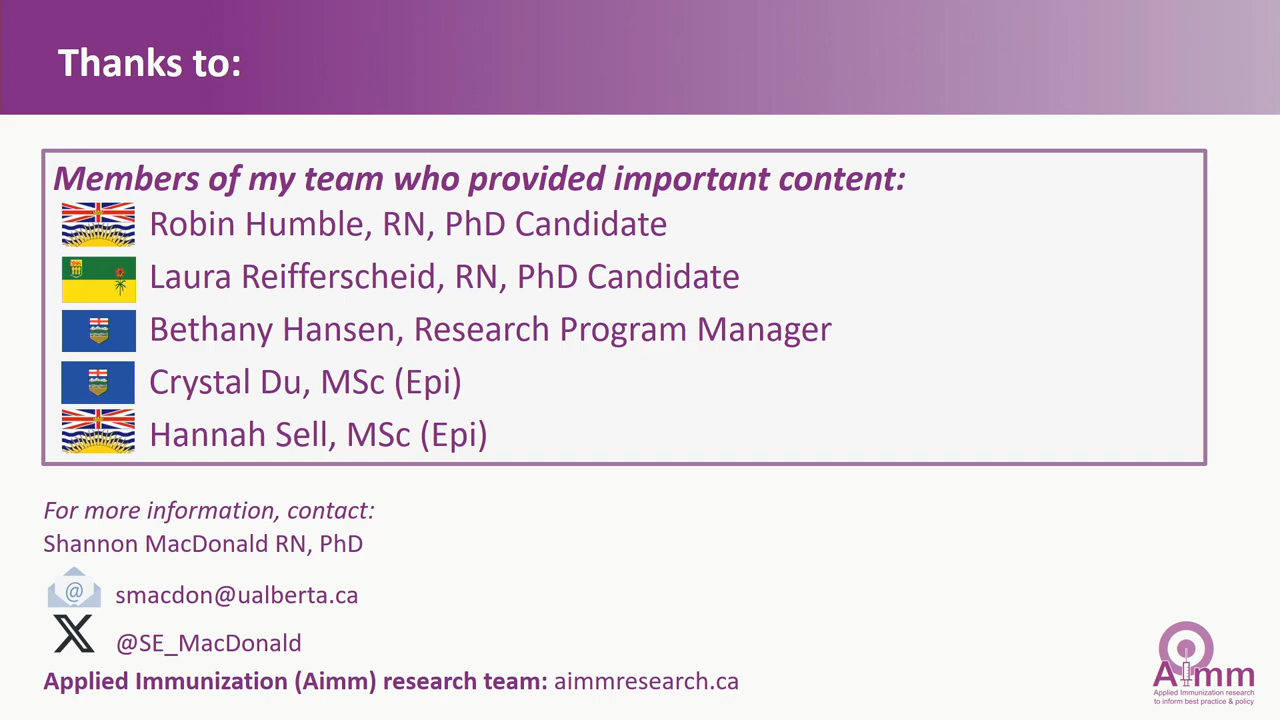 Thanks to:
Members of my team who provided important content:
Robin Humble, RN, PhD Candidate
Laura Reifferscheid, RN, PhD Candidate
Bethany Hansen, Research Program Manager
Crystal Du, MSc (Epi)
Hannah Sell, MSc (Epi)
For more information, contact:
Shannon MacDonald RN, PhD
@ smacdon@ualberta.ca
X @SE_MacDonald
Applied Immunization (Aimm) research team: aimmresearch.ca
Aimm
Applied Immunization research
to inform best practice & policy